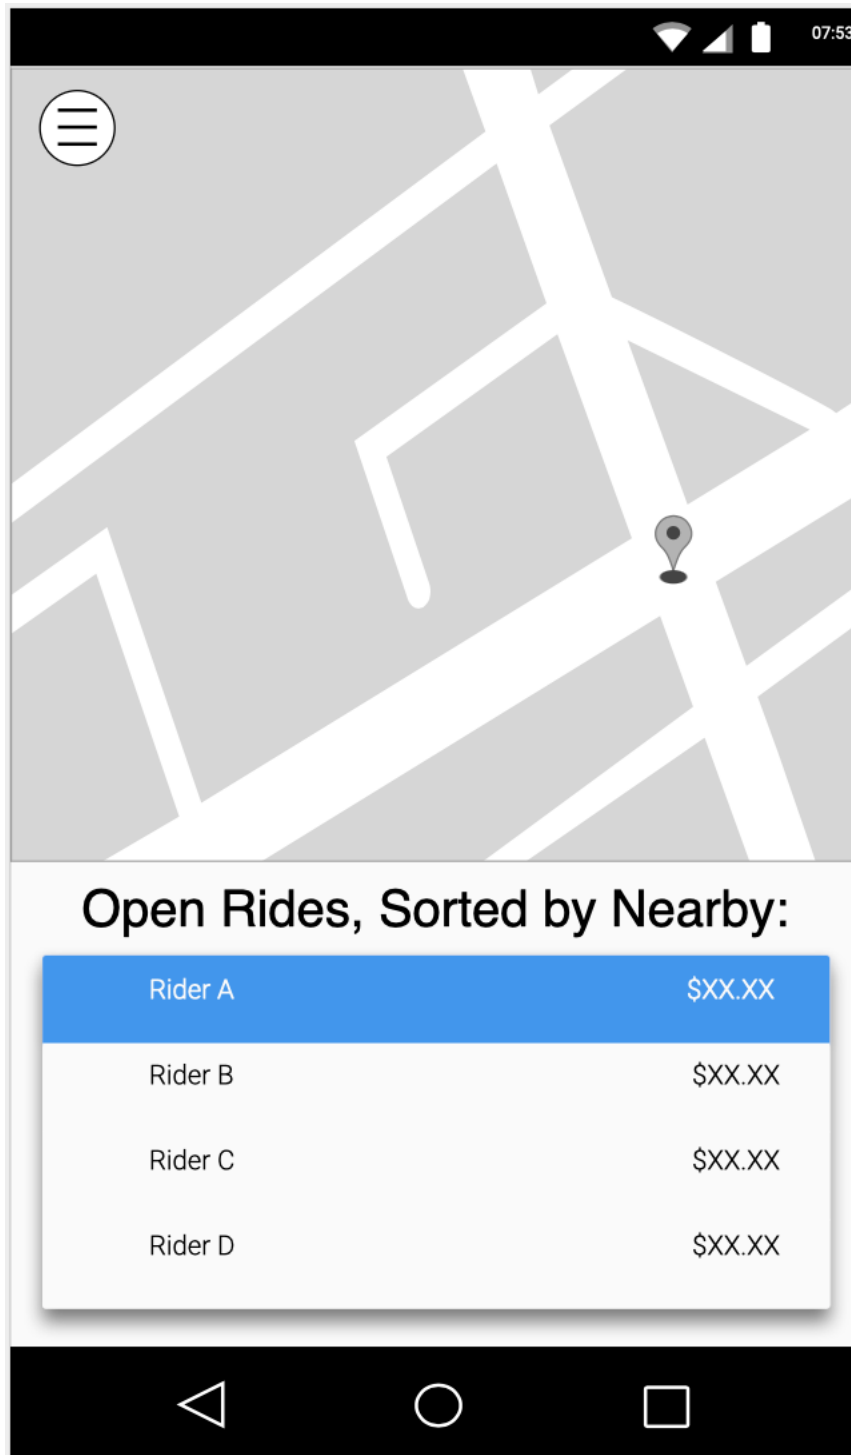 07:53
Open Rides, Sorted by Nearby:
Rider A $XX.XX
Rider B $XX.XX
Rider C $XX.XX
Rider D $XX.XX